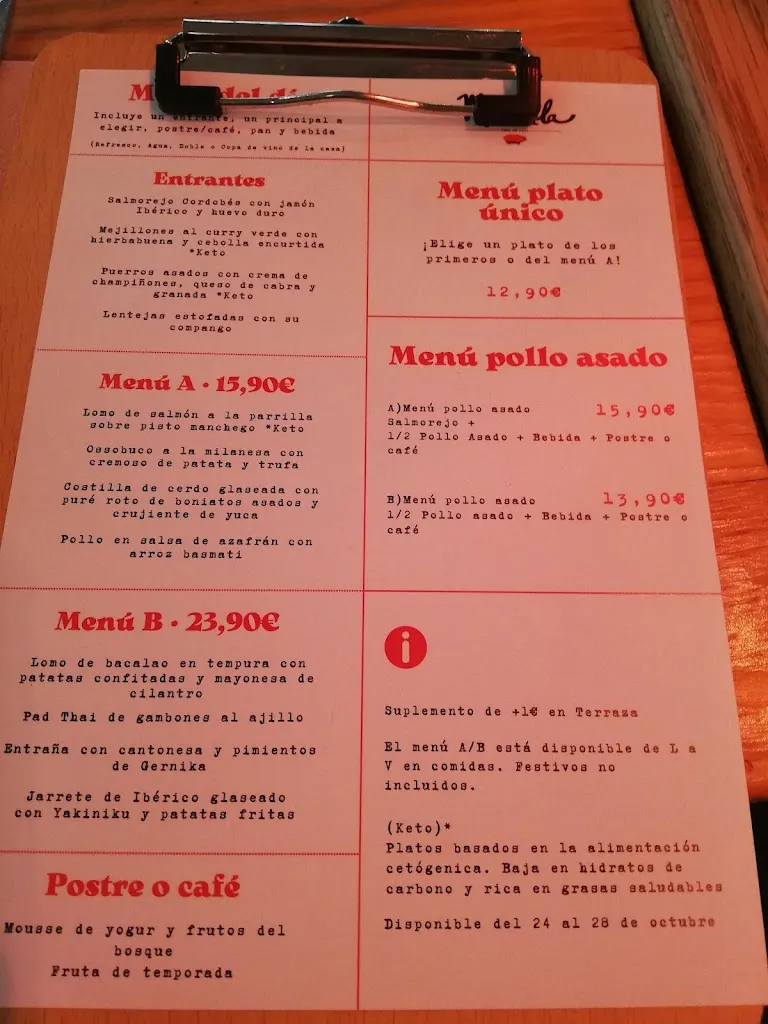 del
Incluye un entrante, un principal a
elegir, postre/café, pan y bebida
(Refresco, Agua, Doble o Copa de vino de la casa)
Entrantes
Salmorejo Cordobés con jamón
Ibérico y huevo duro
Mejillones al curry verde con
hierbabuena y cebolla encurtida
*Keto
Puerros asados con crema de
champiñones, queso de cabra y
granada *Keto
Lentejas estofadas con su
compango
Menú A · 15,90€
Lomo de salmón a la parrilla
sobre pisto manchego *Keto
Ossobuco a la milanesa con
cremoso de patata y trufa
Costilla de cerdo glaseada con
puré roto de boniatos asados y
crujiente de yuca
Pollo en salsa de azafrán con
arroz basmati
Menú B · 23,90€
Lomo de bacalao en tempura con
patatas confitadas y mayonesa de
cilantro
Pad Thai de gambones al ajillo
Entraña con cantonesa y pimientos
de Gernika
Jarrete de Ibérico glaseado
con Yakiniku y patatas fritas
Postre o café
Mousse de yogur y frutos del
bosque
Fruta de temporada
Menú plato
único
¡Elige un plato de los
primeros o del menú A!
12,90€
Menú pollo asado
A)Menú pollo asado 15,90€
Salmorejo +
1/2 Pollo Asado + Bebida + Postre o
café
B)Menú pollo asado 13,90€
1/2 Pollo asado + Bebida + Postre o
café
i
Suplemento de +1€ en Terraza
El menú A/B está disponible de L a
V en comidas. Festivos no
incluidos.
(Keto)*
Platos basados en la alimentación
cetógenica. Baja en hidratos de
carbono y rica en grasas saludables
Disponible del 24 al 28 de octubre